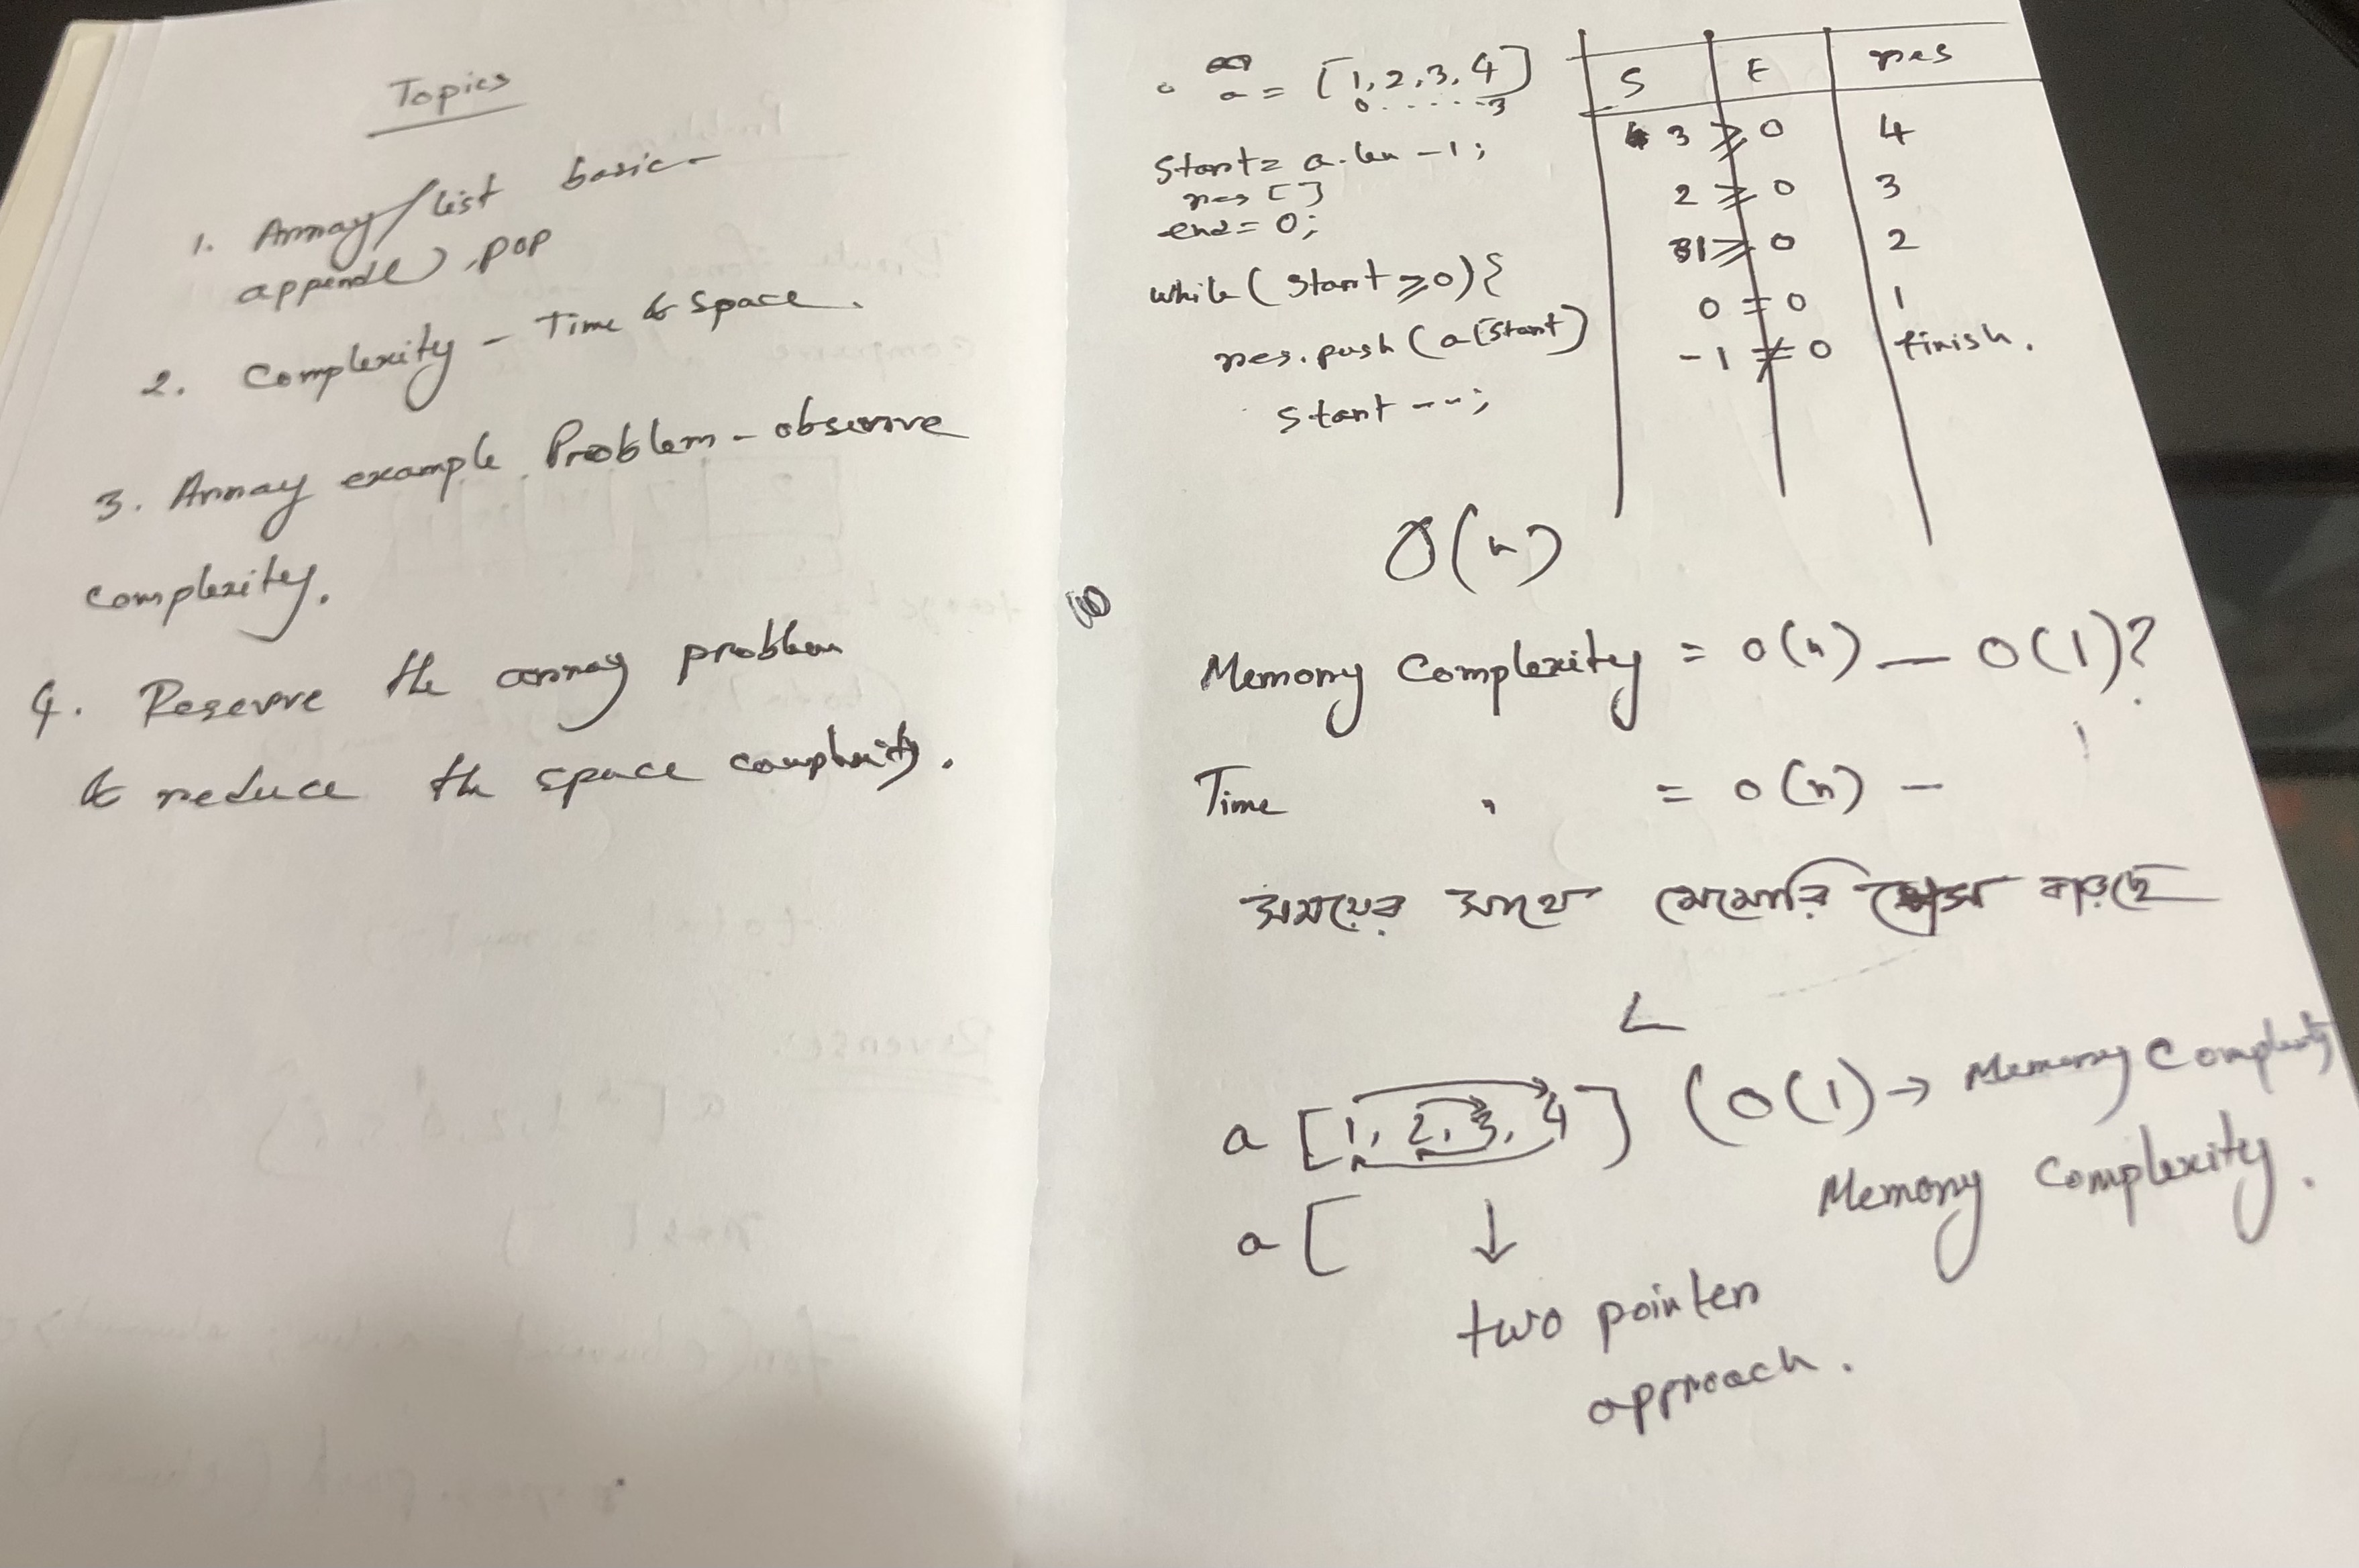 Topics
1. Array/list basic -
append, pop
2. Complexity - Time & Space.
3. Array example Problem - observe
complexity.
4. Reserve the array problem
& reduce the space complexity.
a = [1, 2, 3, 4]
0 . . . . . . 3
Start = a.len - 1;
res []
end = 0;
while (Start ≥ 0) {
res.push (a[Start)
Start --;
S E res
3 ≥ 0 4
2 ≥ 0 3
1 ≥ 0 2
0 = 0 1
-1 ≠ 0 finish.
O(n)
Memory Complexity = O(n) — O(1)?
Time " = O(n) -
সময়ের সাথে মেমোরি স্পেস বাড়ছে
a [1, 2, 3, 4] (O(1) → Memory Complexity
Memory Complexity.
a [ ↓
two pointer
approach.